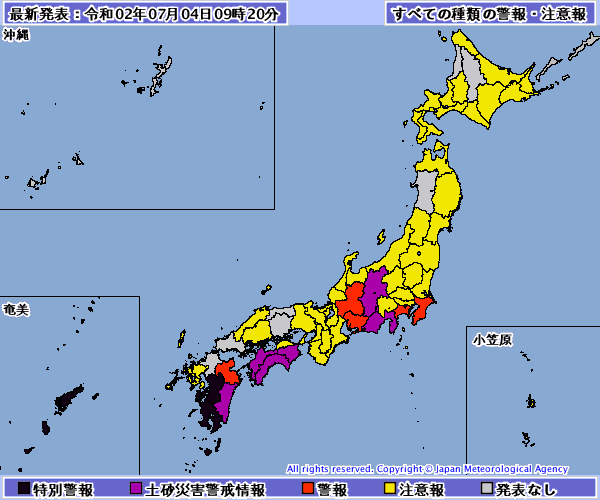 最新発表：令和02年07月04日09時20分
すべての種類の警報・注意報
沖縄
奄美
小笠原
All rights reserved. Copyright © Japan Meteorological Agency
特別警報 土砂災害警戒情報 警報 注意報 発表なし